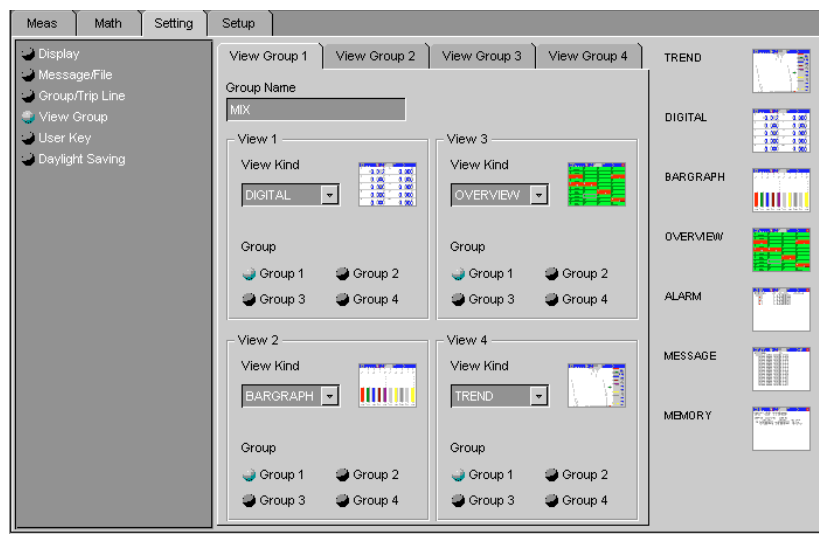 Meas Math Setting Setup
Display
Message/File
Group/Trip Line
View Group
User Key
Daylight Saving
View Group 1 View Group 2 View Group 3 View Group 4
Group Name
MIX
View 1
View Kind
DIGITAL
Group
Group 1 Group 2
Group 3 Group 4
View 3
View Kind
OVERVIEW
Group
Group 1 Group 2
Group 3 Group 4
View 2
View Kind
BARGRAPH
Group
Group 1 Group 2
Group 3 Group 4
View 4
View Kind
TREND
Group
Group 1 Group 2
Group 3 Group 4
TREND
DIGITAL
BARGRAPH
OVERVIEW
ALARM
MESSAGE
MEMORY